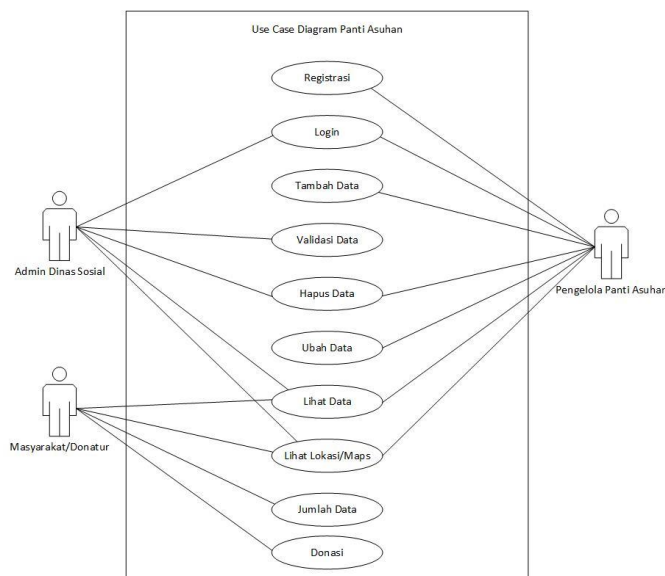 Use Case Diagram Panti Asuhan
Registrasi
Login
Tambah Data
Validasi Data
Admin Dinas Sosial
Hapus Data
Pengelola Panti Asuhan
Ubah Data
Lihat Data
Masyarakat/Donatur
Lihat Lokasi/Maps
Jumlah Data
Donasi